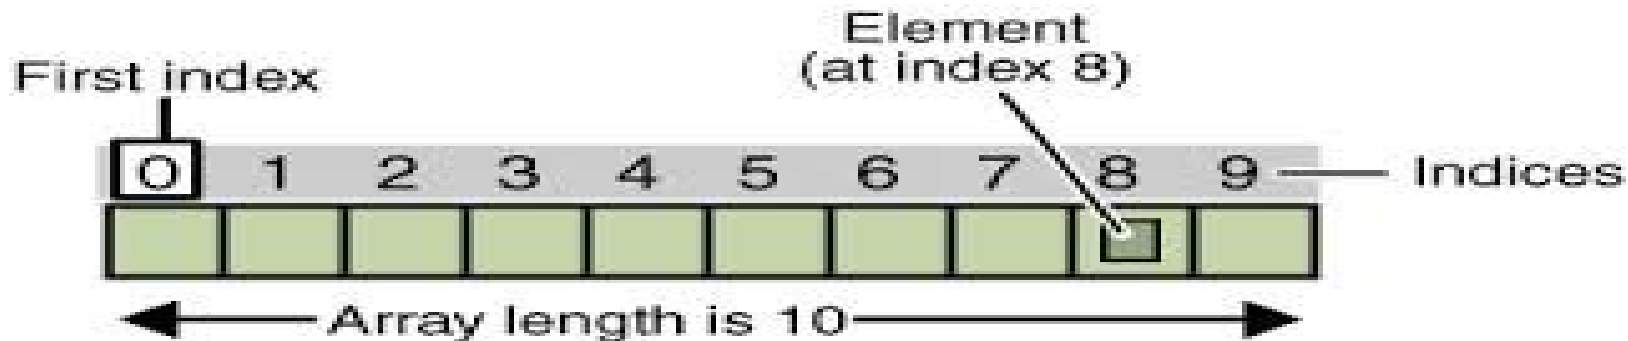 Element
(at index 8)
First index
0 1 2 3 4 5 6 7 8 9
Indices
Array length is 10